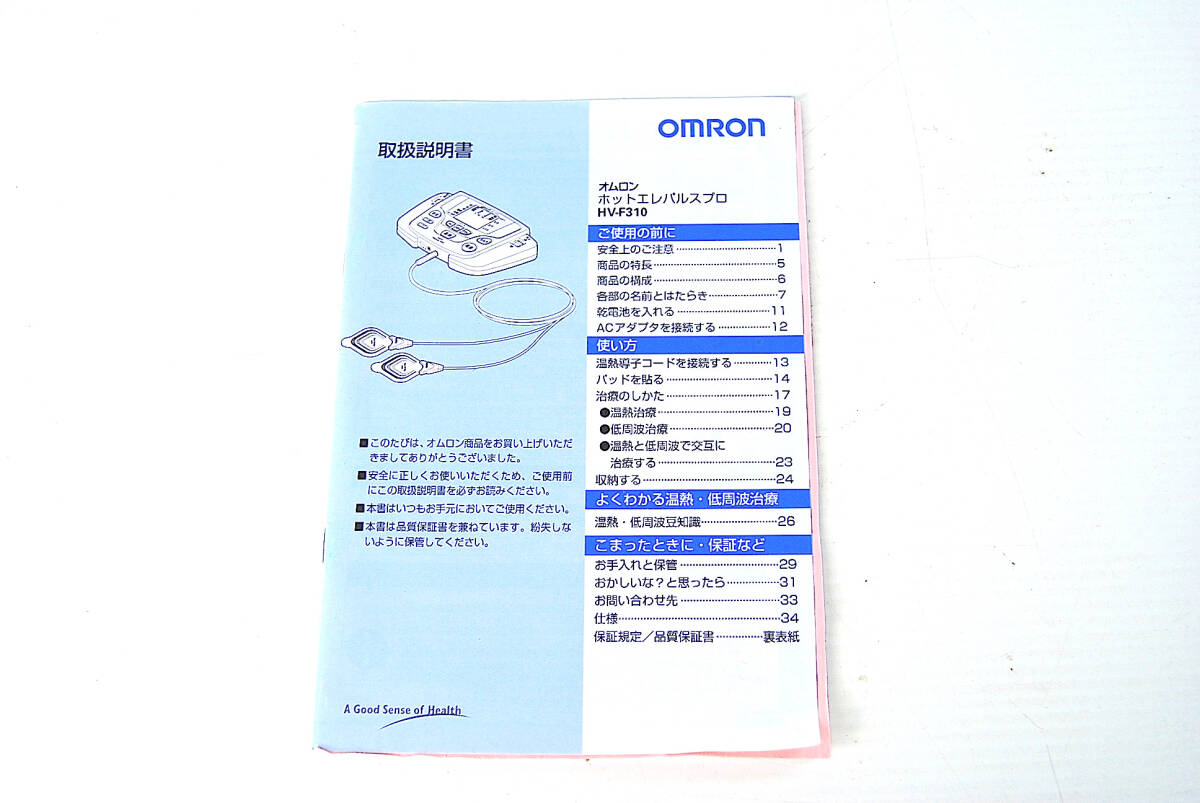 取扱説明書
■このたびは、オムロン商品をお買い上げいただ
きましてありがとうございました。
■安全に正しくお使いいただくため、ご使用前
にこの取扱説明書を必ずお読みください。
■本書はいつもお手元においてご使用ください。
■本書は品質保証書を兼ねています。紛失しな
いように保管してください。
A Good Sense of Health
OMRON
オムロン
ホットエレパルスプロ
HV-F310
ご使用の前に
安全上のご注意…………………………1
商品の特長………………………………5
商品の構成………………………………6
各部の名前とはたらき…………………7
乾電池を入れる………………………11
ACアダプタを接続する………………12
使い方
温熱導子コードを接続する…………13
パッドを貼る…………………………14
治療のしかた…………………………17
●温熱治療……………………………19
●低周波治療…………………………20
●温熱と低周波で交互に
治療する……………………………23
収納する………………………………24
よくわかる温熱・低周波治療
温熱・低周波豆知識…………………26
こまったときに・保証など
お手入れと保管………………………29
おかしいな?と思ったら……………31
お問い合わせ先………………………33
仕様……………………………………34
保証規定／品質保証書…………裏表紙